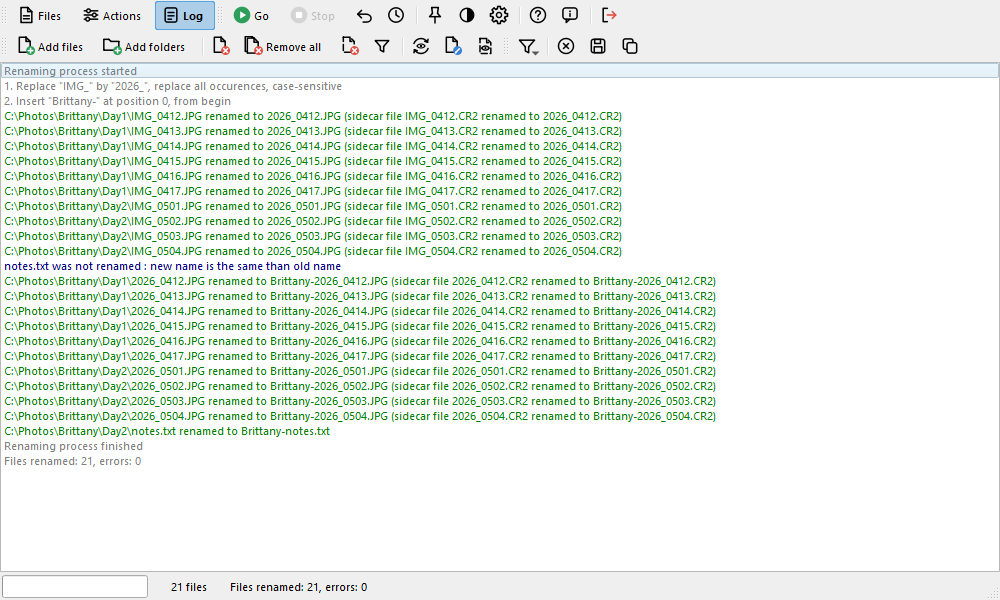 Files Actions Log Go Stop
Add files Add folders Remove all
Renaming process started
1. Replace "IMG_" by "2026_", replace all occurences, case-sensitive
2. Insert "Brittany-" at position 0, from begin
C:\Photos\Brittany\Day1\IMG_0412.JPG renamed to 2026_0412.JPG (sidecar file IMG_0412.CR2 renamed to 2026_0412.CR2)
C:\Photos\Brittany\Day1\IMG_0413.JPG renamed to 2026_0413.JPG (sidecar file IMG_0413.CR2 renamed to 2026_0413.CR2)
C:\Photos\Brittany\Day1\IMG_0414.JPG renamed to 2026_0414.JPG (sidecar file IMG_0414.CR2 renamed to 2026_0414.CR2)
C:\Photos\Brittany\Day1\IMG_0415.JPG renamed to 2026_0415.JPG (sidecar file IMG_0415.CR2 renamed to 2026_0415.CR2)
C:\Photos\Brittany\Day1\IMG_0416.JPG renamed to 2026_0416.JPG (sidecar file IMG_0416.CR2 renamed to 2026_0416.CR2)
C:\Photos\Brittany\Day1\IMG_0417.JPG renamed to 2026_0417.JPG (sidecar file IMG_0417.CR2 renamed to 2026_0417.CR2)
C:\Photos\Brittany\Day2\IMG_0501.JPG renamed to 2026_0501.JPG (sidecar file IMG_0501.CR2 renamed to 2026_0501.CR2)
C:\Photos\Brittany\Day2\IMG_0502.JPG renamed to 2026_0502.JPG (sidecar file IMG_0502.CR2 renamed to 2026_0502.CR2)
C:\Photos\Brittany\Day2\IMG_0503.JPG renamed to 2026_0503.JPG (sidecar file IMG_0503.CR2 renamed to 2026_0503.CR2)
C:\Photos\Brittany\Day2\IMG_0504.JPG renamed to 2026_0504.JPG (sidecar file IMG_0504.CR2 renamed to 2026_0504.CR2)
notes.txt was not renamed : new name is the same than old name
C:\Photos\Brittany\Day1\2026_0412.JPG renamed to Brittany-2026_0412.JPG (sidecar file 2026_0412.CR2 renamed to Brittany-2026_0412.CR2)
C:\Photos\Brittany\Day1\2026_0413.JPG renamed to Brittany-2026_0413.JPG (sidecar file 2026_0413.CR2 renamed to Brittany-2026_0413.CR2)
C:\Photos\Brittany\Day1\2026_0414.JPG renamed to Brittany-2026_0414.JPG (sidecar file 2026_0414.CR2 renamed to Brittany-2026_0414.CR2)
C:\Photos\Brittany\Day1\2026_0415.JPG renamed to Brittany-2026_0415.JPG (sidecar file 2026_0415.CR2 renamed to Brittany-2026_0415.CR2)
C:\Photos\Brittany\Day1\2026_0416.JPG renamed to Brittany-2026_0416.JPG (sidecar file 2026_0416.CR2 renamed to Brittany-2026_0416.CR2)
C:\Photos\Brittany\Day1\2026_0417.JPG renamed to Brittany-2026_0417.JPG (sidecar file 2026_0417.CR2 renamed to Brittany-2026_0417.CR2)
C:\Photos\Brittany\Day2\2026_0501.JPG renamed to Brittany-2026_0501.JPG (sidecar file 2026_0501.CR2 renamed to Brittany-2026_0501.CR2)
C:\Photos\Brittany\Day2\2026_0502.JPG renamed to Brittany-2026_0502.JPG (sidecar file 2026_0502.CR2 renamed to Brittany-2026_0502.CR2)
C:\Photos\Brittany\Day2\2026_0503.JPG renamed to Brittany-2026_0503.JPG (sidecar file 2026_0503.CR2 renamed to Brittany-2026_0503.CR2)
C:\Photos\Brittany\Day2\2026_0504.JPG renamed to Brittany-2026_0504.JPG (sidecar file 2026_0504.CR2 renamed to Brittany-2026_0504.CR2)
C:\Photos\Brittany\Day2\notes.txt renamed to Brittany-notes.txt
Renaming process finished
Files renamed: 21, errors: 0
21 files Files renamed: 21, errors: 0